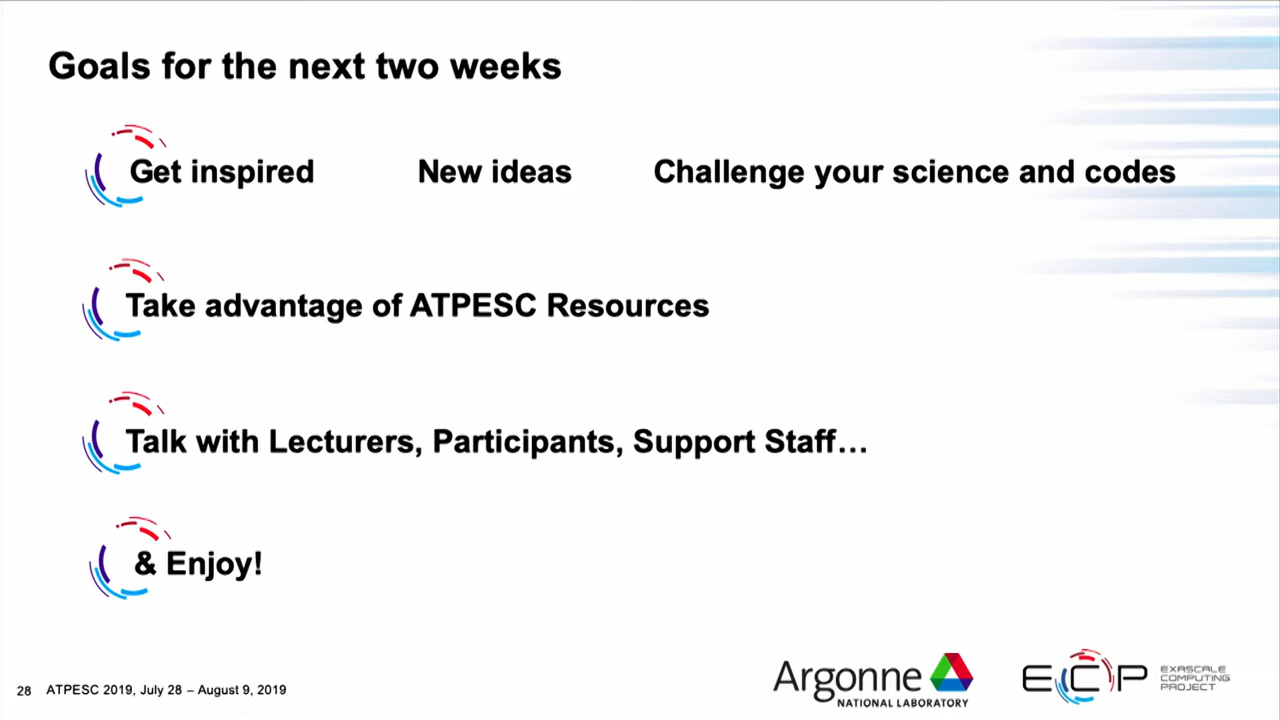 Goals for the next two weeks
Get inspired New ideas Challenge your science and codes
Take advantage of ATPESC Resources
Talk with Lecturers, Participants, Support Staff…
& Enjoy!
28 ATPESC 2019, July 28 – August 9, 2019
Argonne
NATIONAL LABORATORY
ECP
EXASCALE
COMPUTING
PROJECT